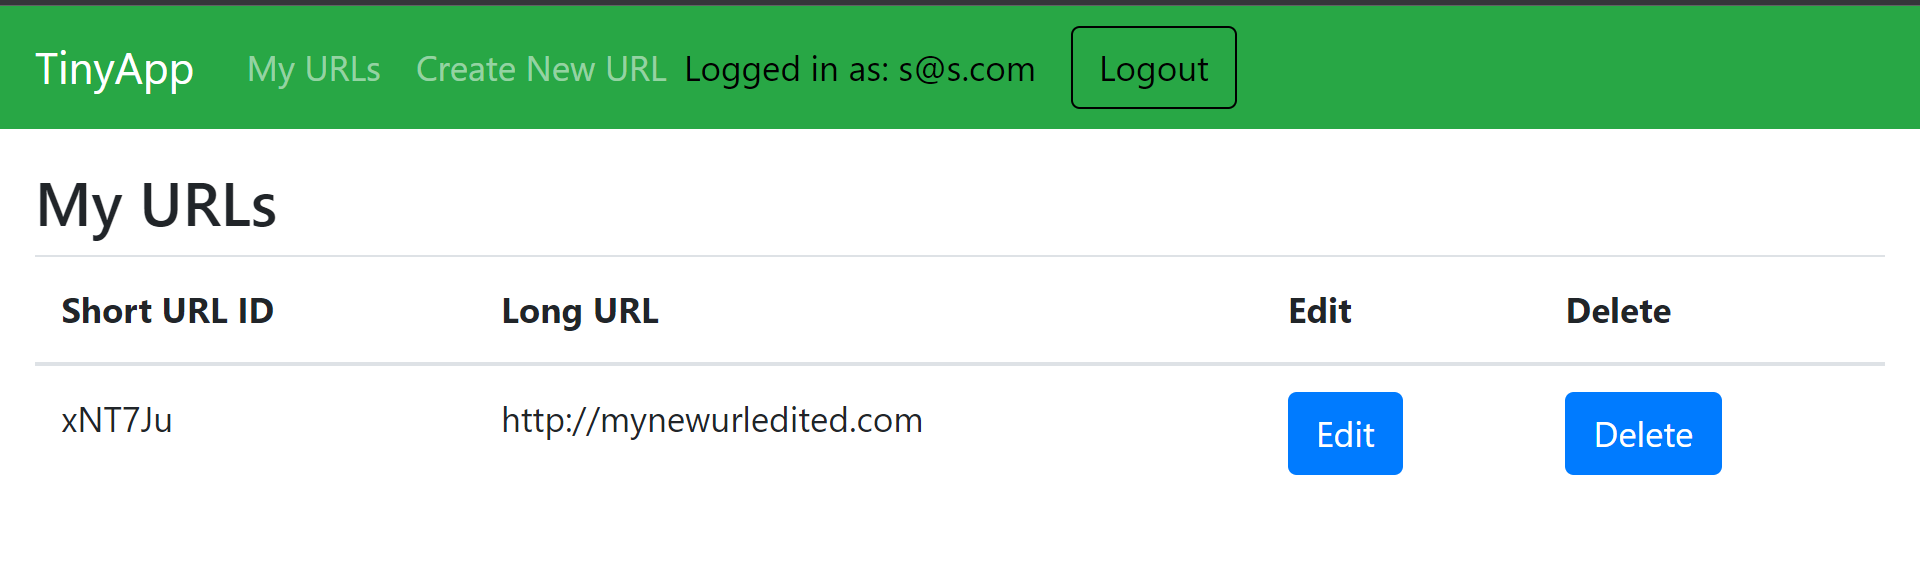 TinyApp My URLs Create New URL Logged in as: s@s.com Logout
My URLs
Short URL ID Long URL Edit Delete
xNT7Ju http://mynewurledited.com Edit Delete